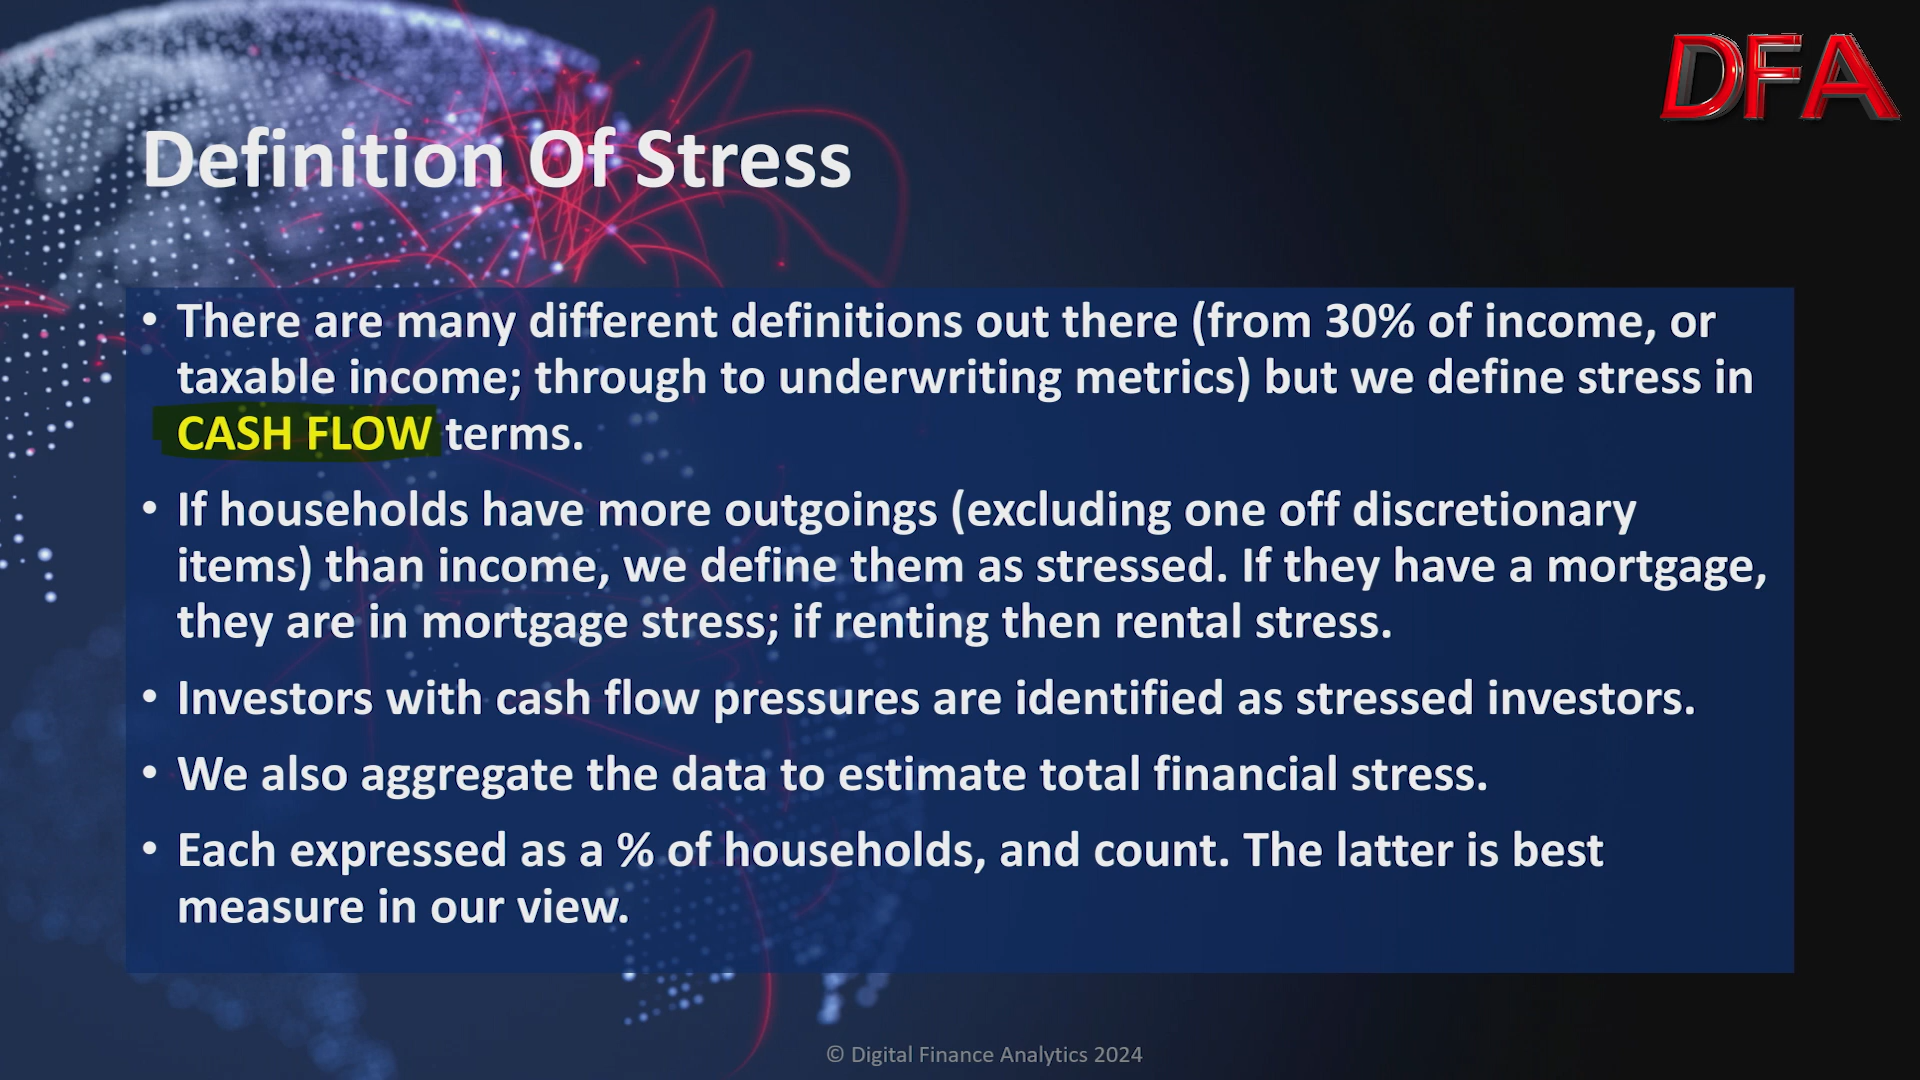 DFA
Definition Of Stress
• There are many different definitions out there (from 30% of income, or
taxable income; through to underwriting metrics) but we define stress in
CASH FLOW terms.
• If households have more outgoings (excluding one off discretionary
items) than income, we define them as stressed. If they have a mortgage,
they are in mortgage stress; if renting then rental stress.
• Investors with cash flow pressures are identified as stressed investors.
• We also aggregate the data to estimate total financial stress.
• Each expressed as a % of households, and count. The latter is best
measure in our view.
© Digital Finance Analytics 2024